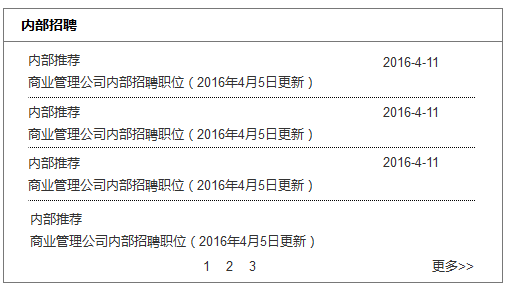 内部招聘
内部推荐 2016-4-11
商业管理公司内部招聘职位（2016年4月5日更新）
内部推荐 2016-4-11
商业管理公司内部招聘职位（2016年4月5日更新）
内部推荐 2016-4-11
商业管理公司内部招聘职位（2016年4月5日更新）
内部推荐
商业管理公司内部招聘职位（2016年4月5日更新）
1 2 3 更多>>